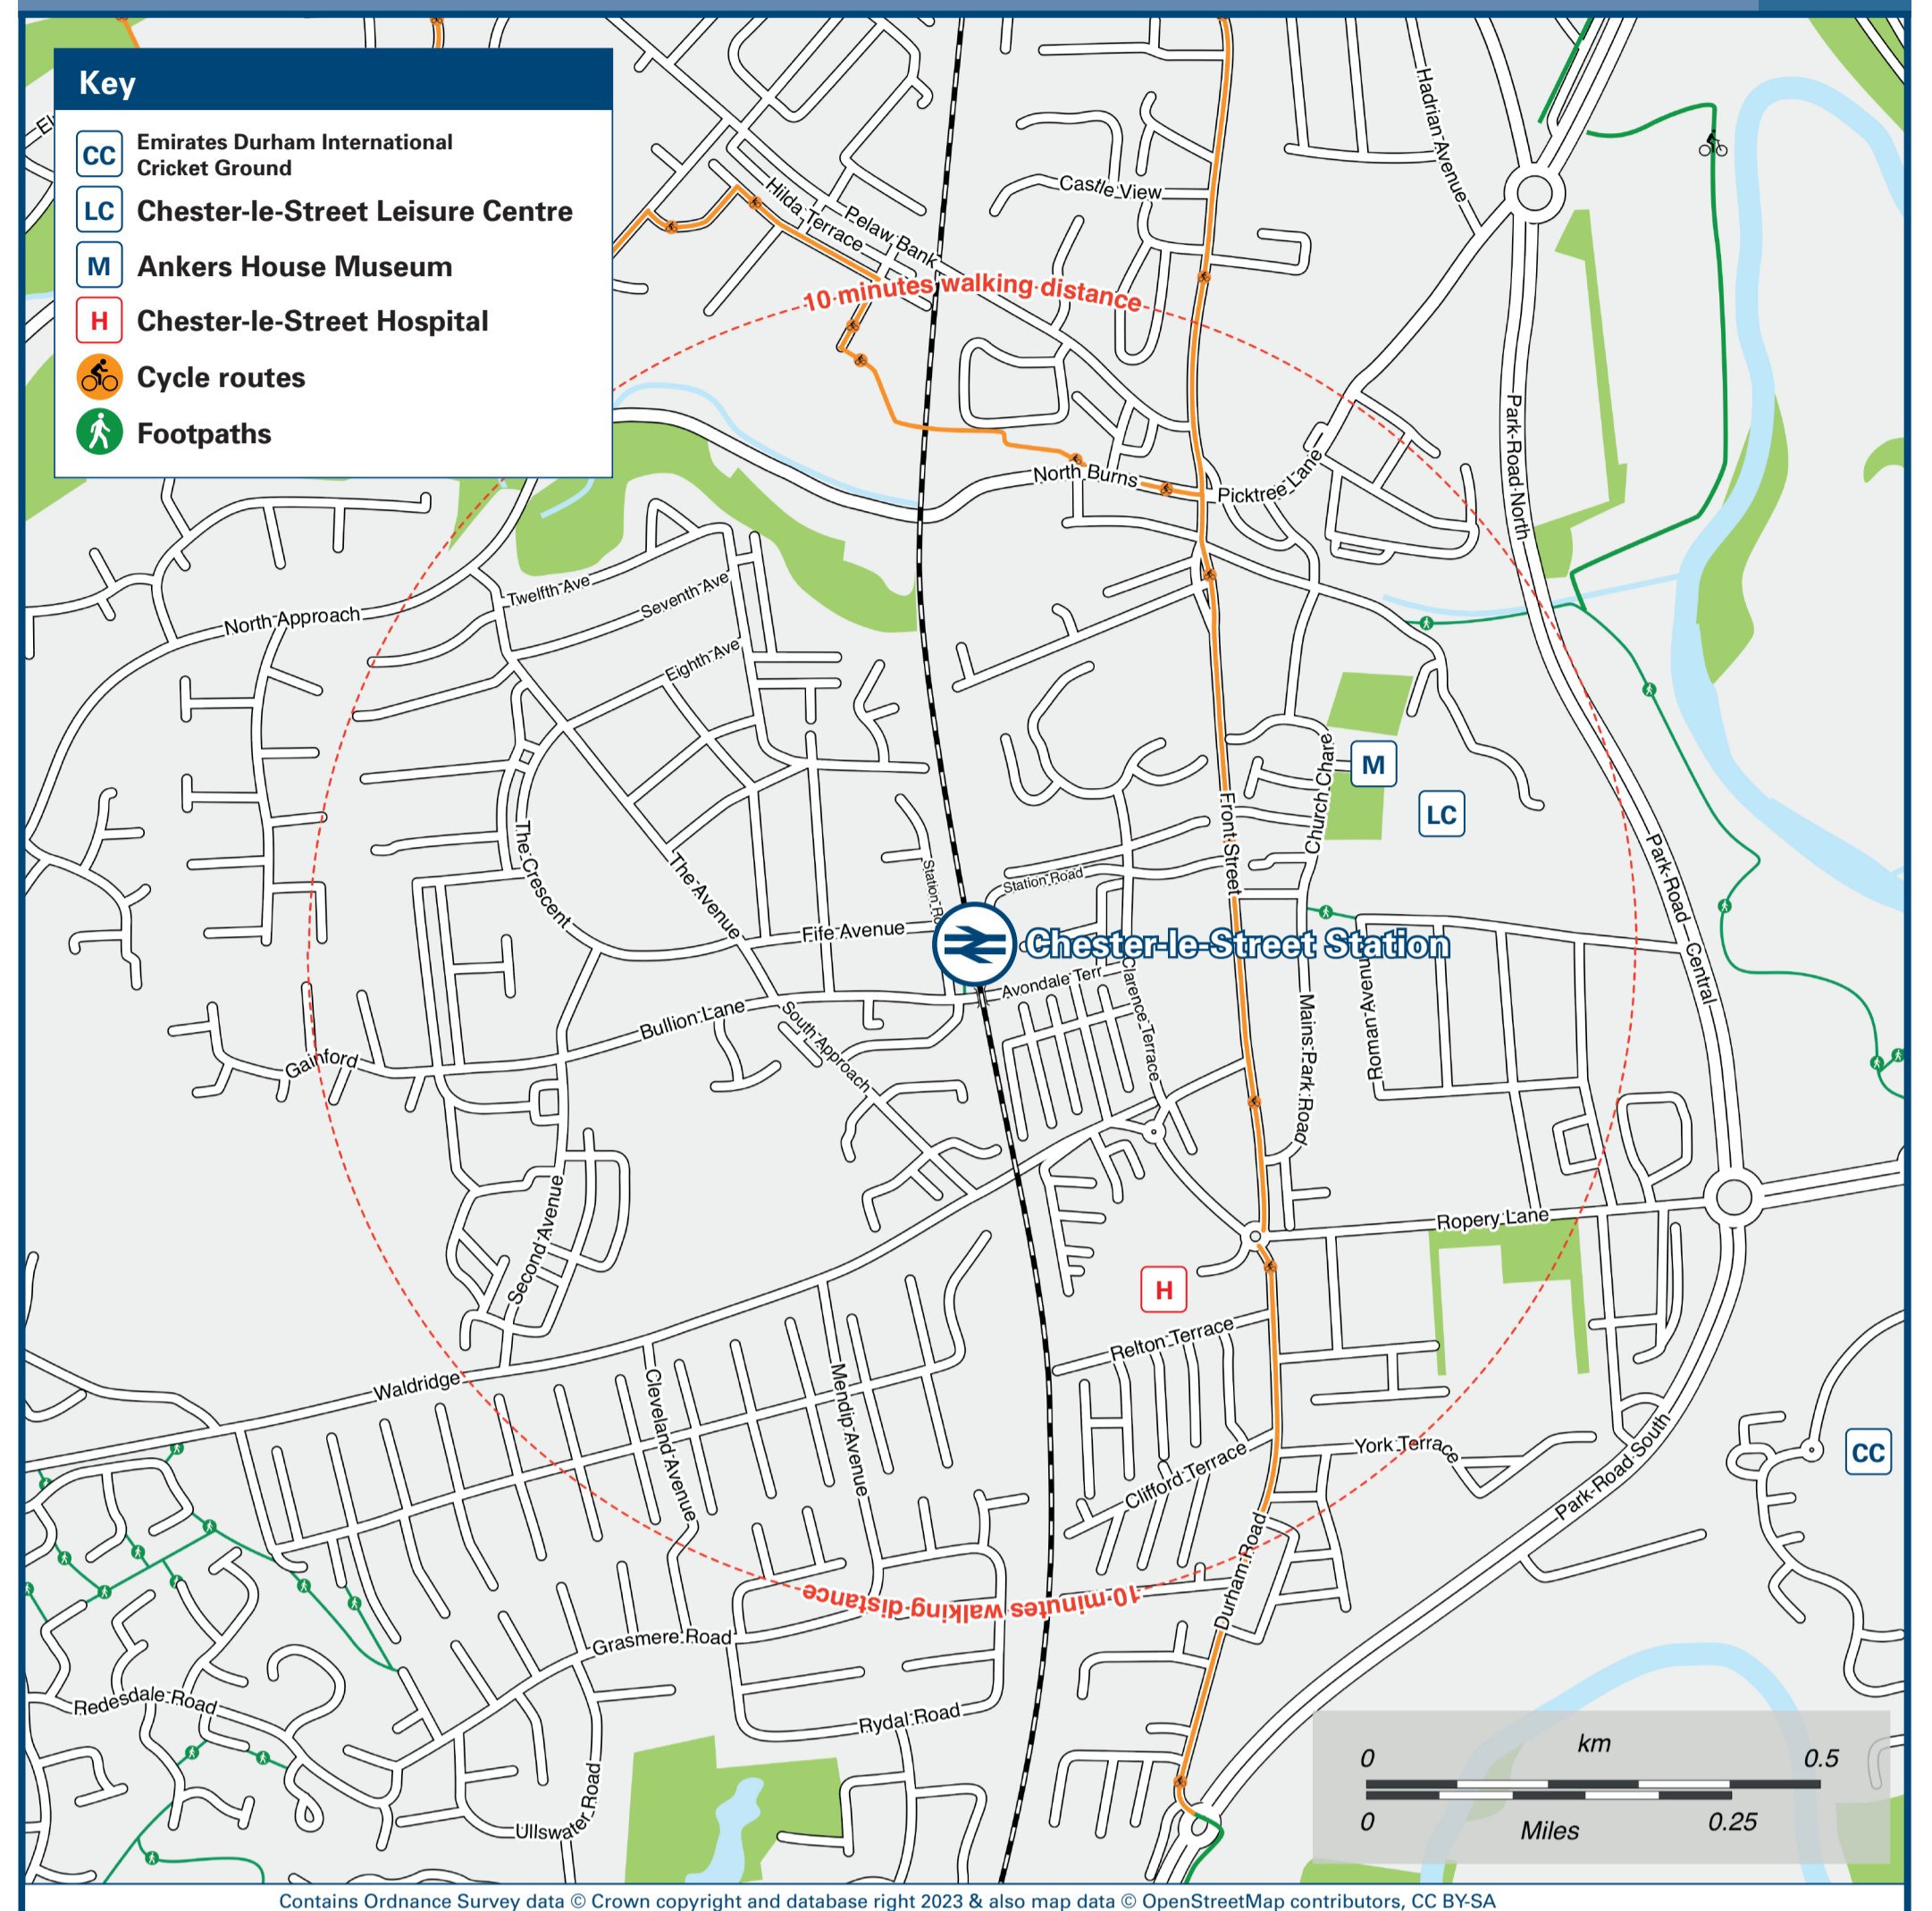 Key
CC
Emirates Durham International
Cricket Ground
LC
Chester-le-Street Leisure Centre
M
Ankers House Museum
H
Chester-le-Street Hospital
Cycle routes
Footpaths
Hadrian Avenue
Castle View
Hilda Terrace
Pelaw Bank
10 minutes walking distance
Park Road North
North Burns
Picktree Lane
Twelfth Ave
Seventh Ave
North Approach
Eighth Ave
Church Chare
M
LC
Front Street
The Crescent
The Avenue
Station Road
Park Road Central
Fife Avenue
Chester-le-Street Station
Avondale Terr
Clarence Terrace
Bullion Lane
South Approach
Mains Park Road
Roman Avenue
Gainford
Second Avenue
Ropery Lane
H
Relton Terrace
Waldridge
Cleveland Avenue
Mendip Avenue
York Terrace
Clifford Terrace
Park Road South
CC
Durham Road
10 minutes walking distance
Grasmere Road
Redesdale Road
Rydal Road
Ullswater Road
km
0 0.5
0 0.25
Miles
Contains Ordnance Survey data © Crown copyright and database right 2023 & also map data © OpenStreetMap contributors, CC BY-SA